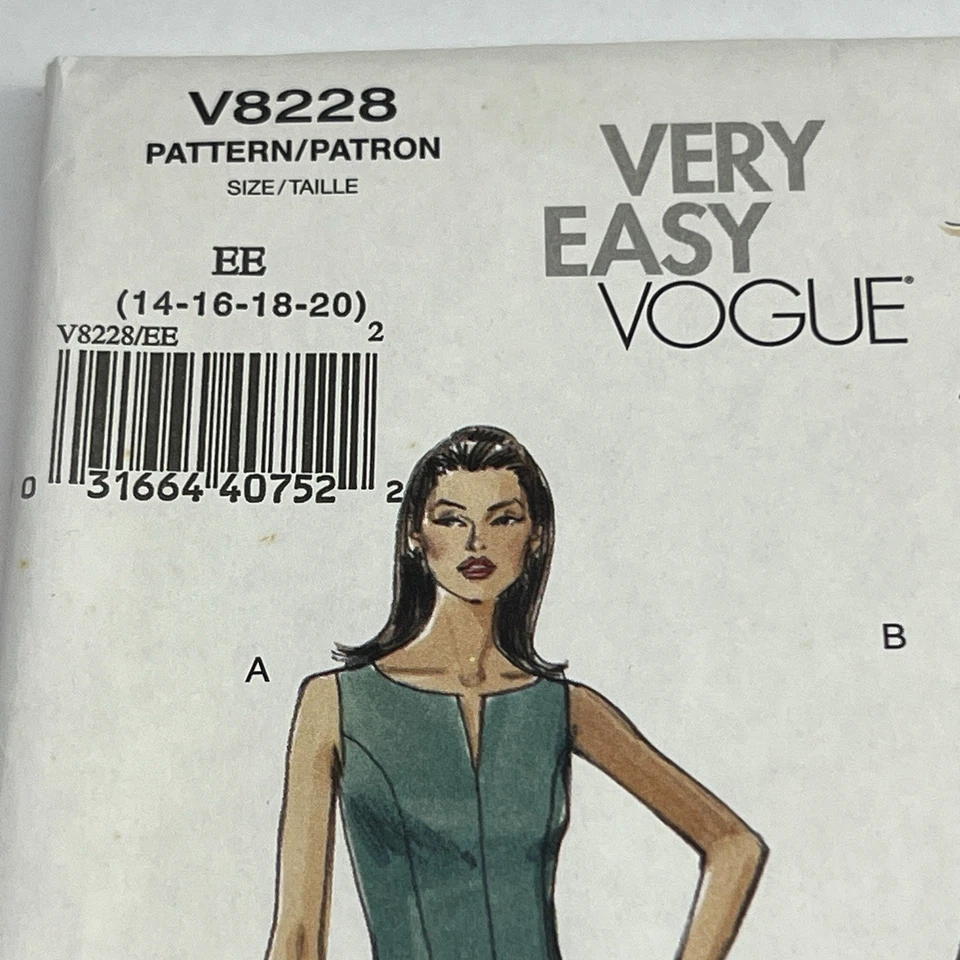 V8228
PATTERN/PATRON
SIZE/TAILLE
EE
(14-16-18-20)
V8228/EE 2
0 31664 40752 2
VERY
EASY
VOGUE®
A
B